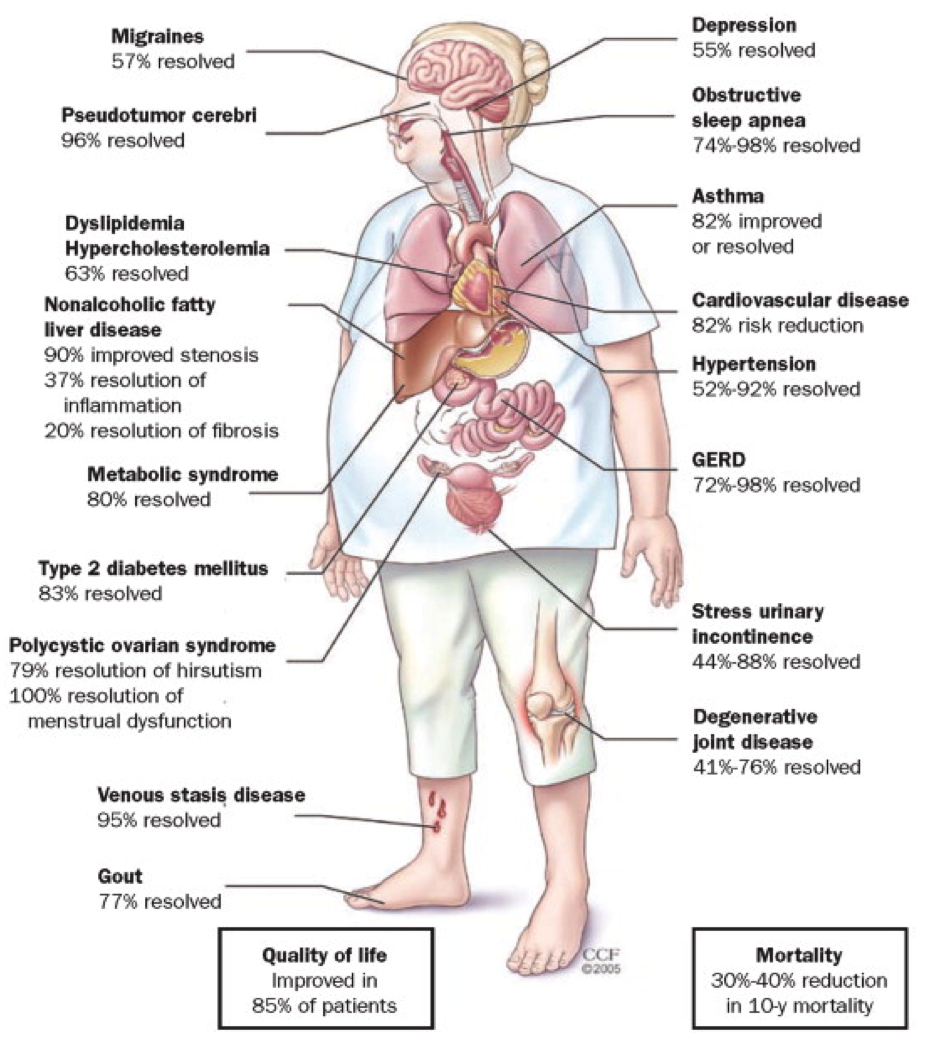 Migraines
57% resolved
Pseudotumor cerebri
96% resolved
Dyslipidemia
Hypercholesterolemia
63% resolved
Nonalcoholic fatty
liver disease
90% improved stenosis
37% resolution of
inflammation
20% resolution of fibrosis
Metabolic syndrome
80% resolved
Type 2 diabetes mellitus
83% resolved
Polycystic ovarian syndrome
79% resolution of hirsutism
100% resolution of
menstrual dysfunction
Venous stasis disease
95% resolved
Gout
77% resolved
Depression
55% resolved
Obstructive
sleep apnea
74%-98% resolved
Asthma
82% improved
or resolved
Cardiovascular disease
82% risk reduction
Hypertension
52%-92% resolved
GERD
72%-98% resolved
Stress urinary
incontinence
44%-88% resolved
Degenerative
joint disease
41%-76% resolved
Quality of life
Improved in
85% of patients
CCF
©2005
Mortality
30%-40% reduction
in 10-y mortality